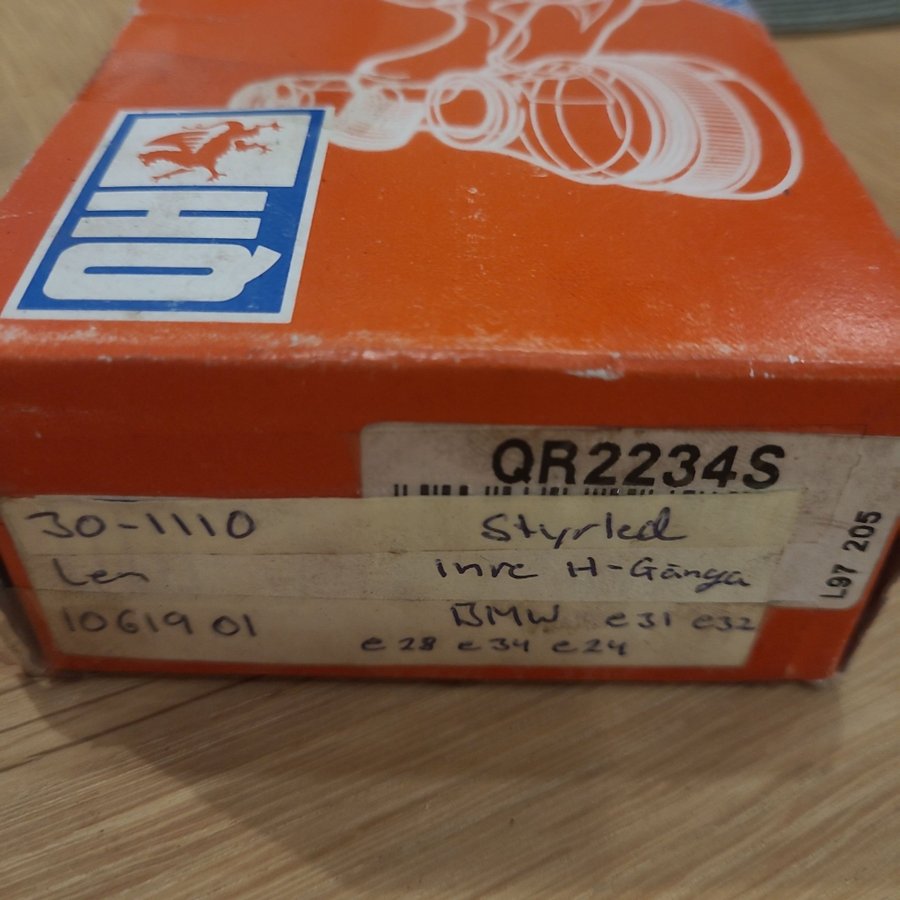 QH
QR2234S
L97 205
30-1110 Styrled
Len inre H-Gänga
1061901 BMW e31 e32
e28 e34 e24